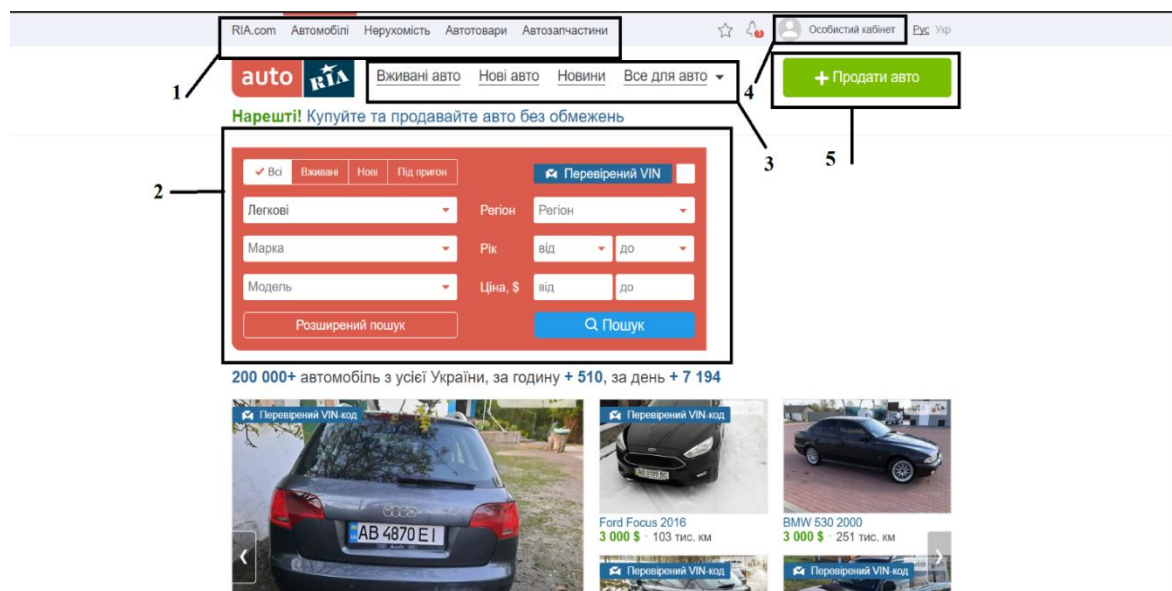 RIA.com Автомобілі Нерухомість Автотовари Автозапчастини Особистий кабінет Рус Укр
1
auto RIA Вживані авто Нові авто Новини Все для авто 4 + Продати авто
Нарешті! Купуйте та продавайте авто без обмежень
3 5
2
Всі Вживані Нові Під пригон Перевірений VIN
Легкові Регіон Регіон
Марка Рік від до
Модель Ціна, $ від до
Розширений пошук Пошук
200 000+ автомобіль з усієї України, за годину + 510, за день + 7 194
Перевірений VIN-код Перевірений VIN-код
AB 4870 EI
Ford Focus 2016 BMW 530 2000
3 000 $ · 103 тис. км 3 000 $ · 251 тис. км
Перевірений VIN-код Перевірений VIN-код